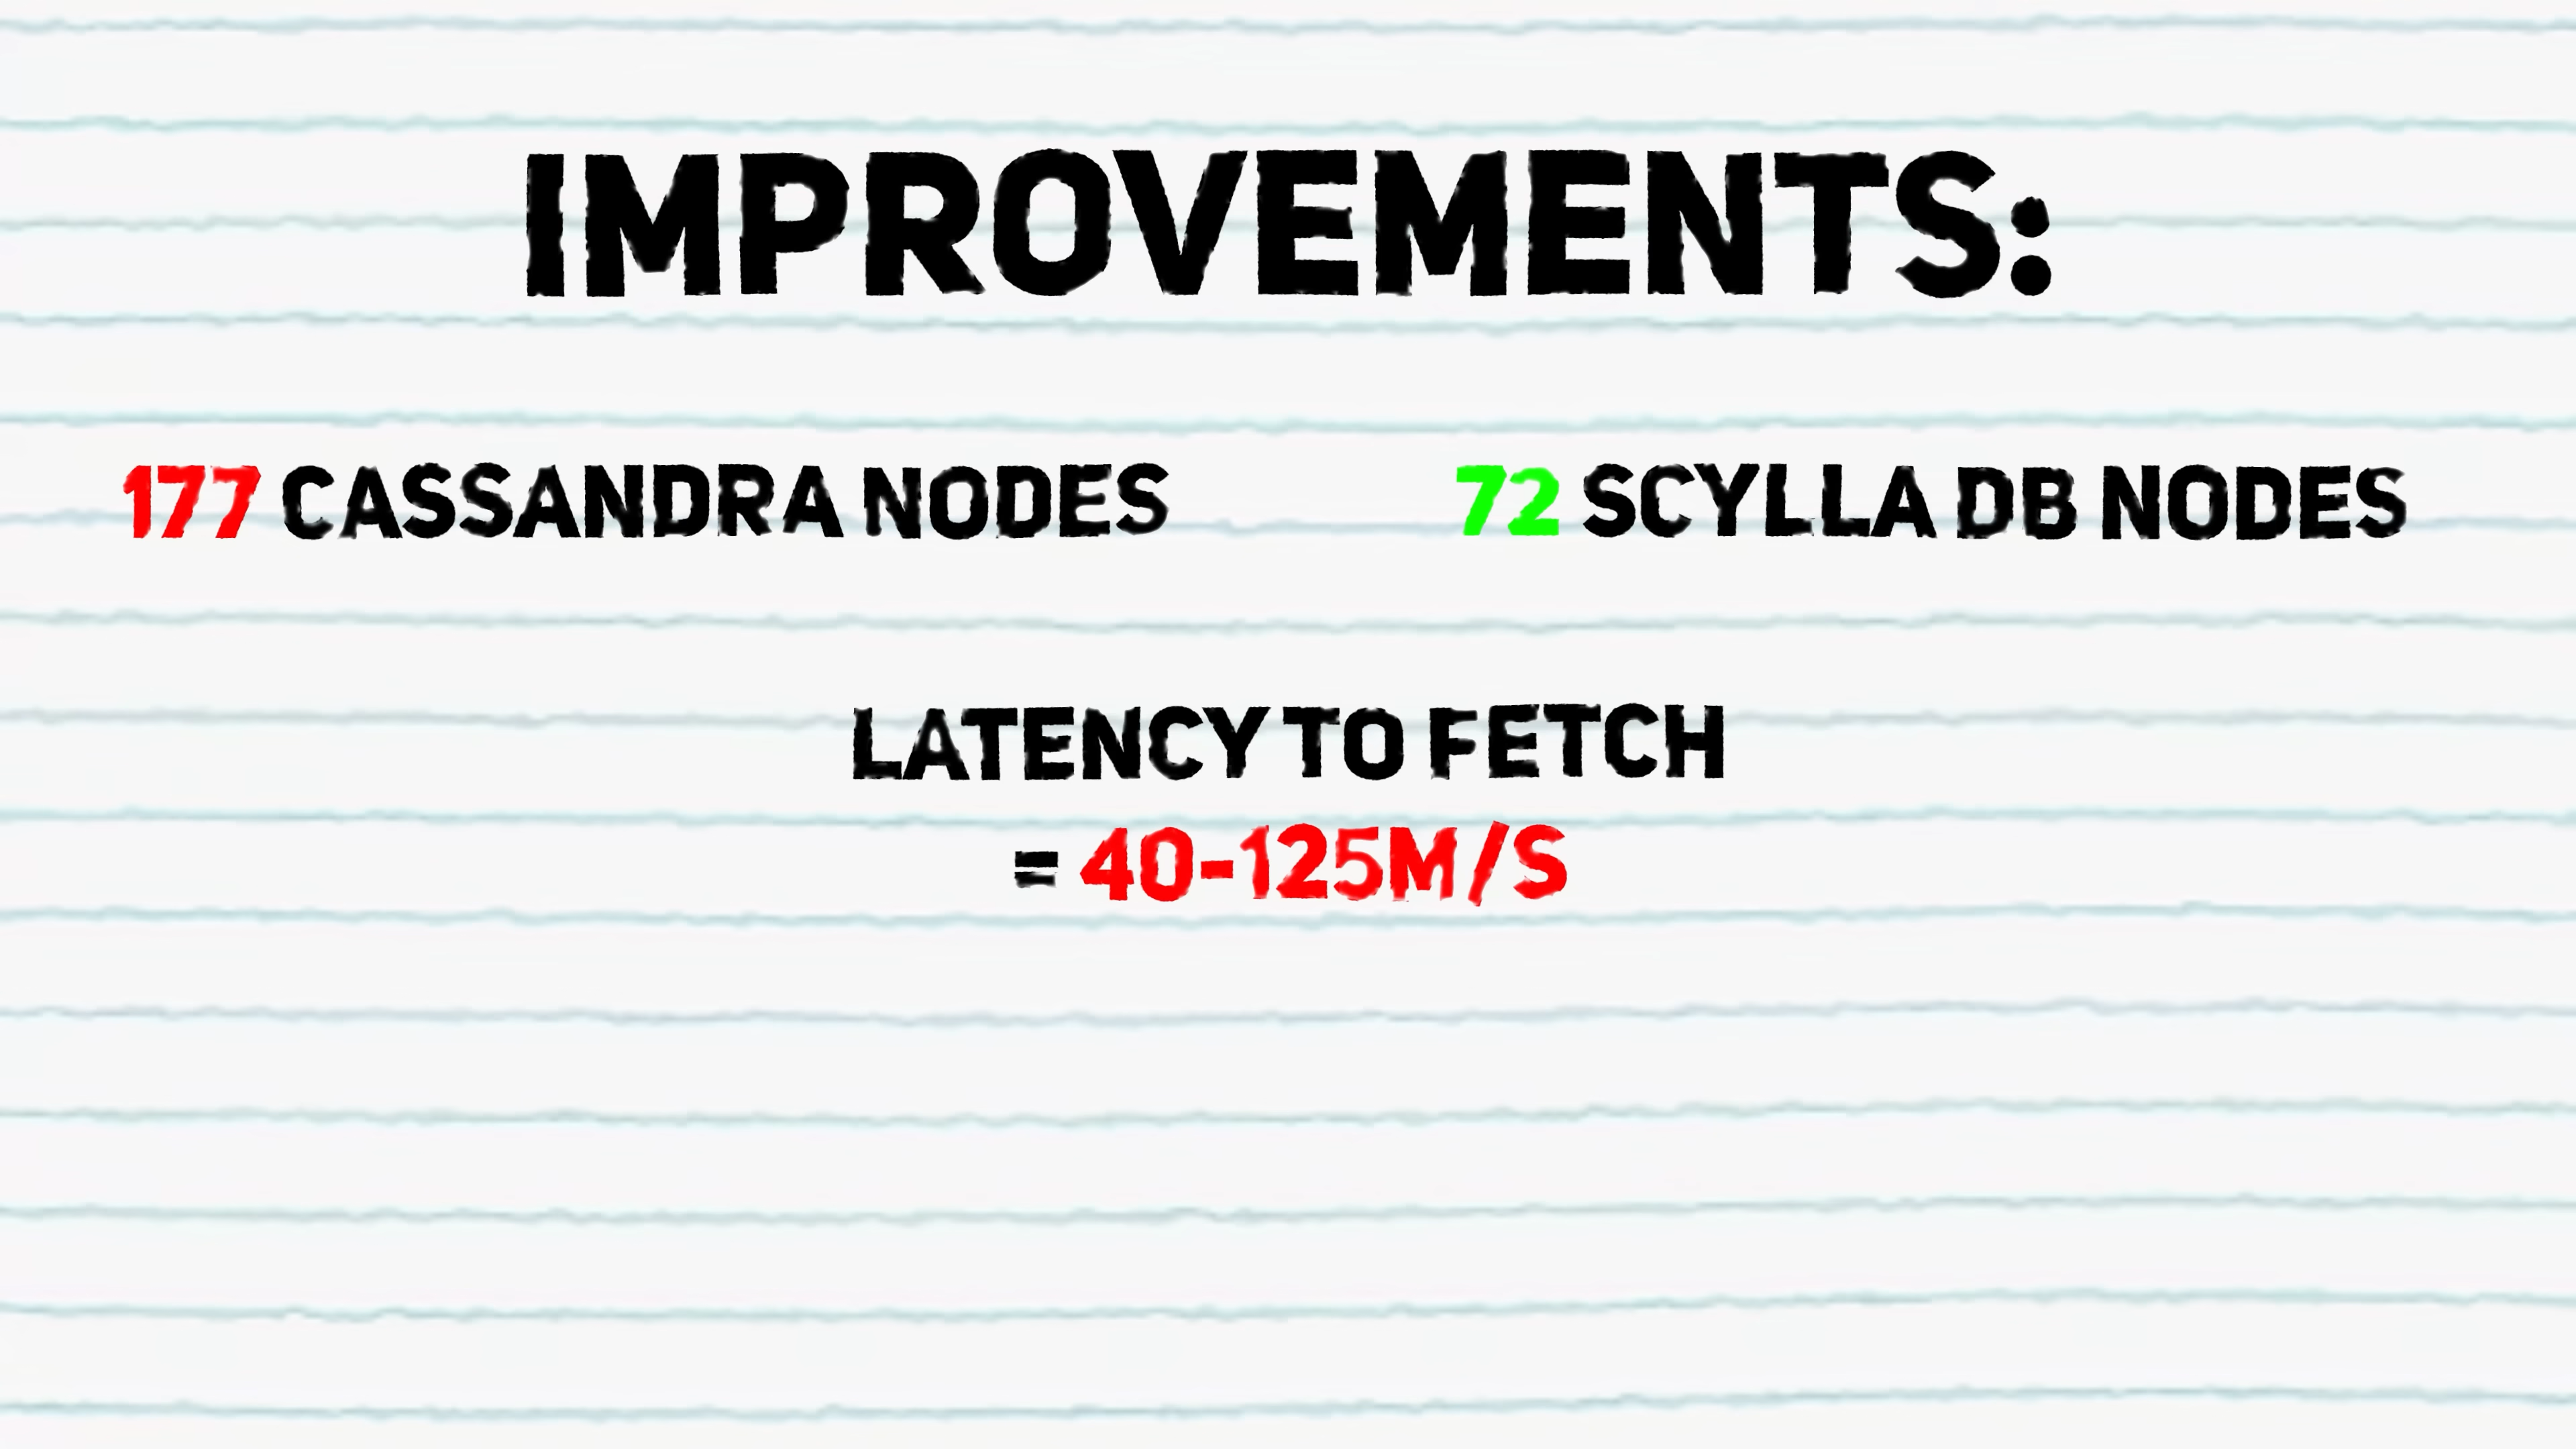 IMPROVEMENTS:
177 CASSANDRA NODES
72 SCYLLA DB NODES
LATENCY TO FETCH
= 40-125M/S